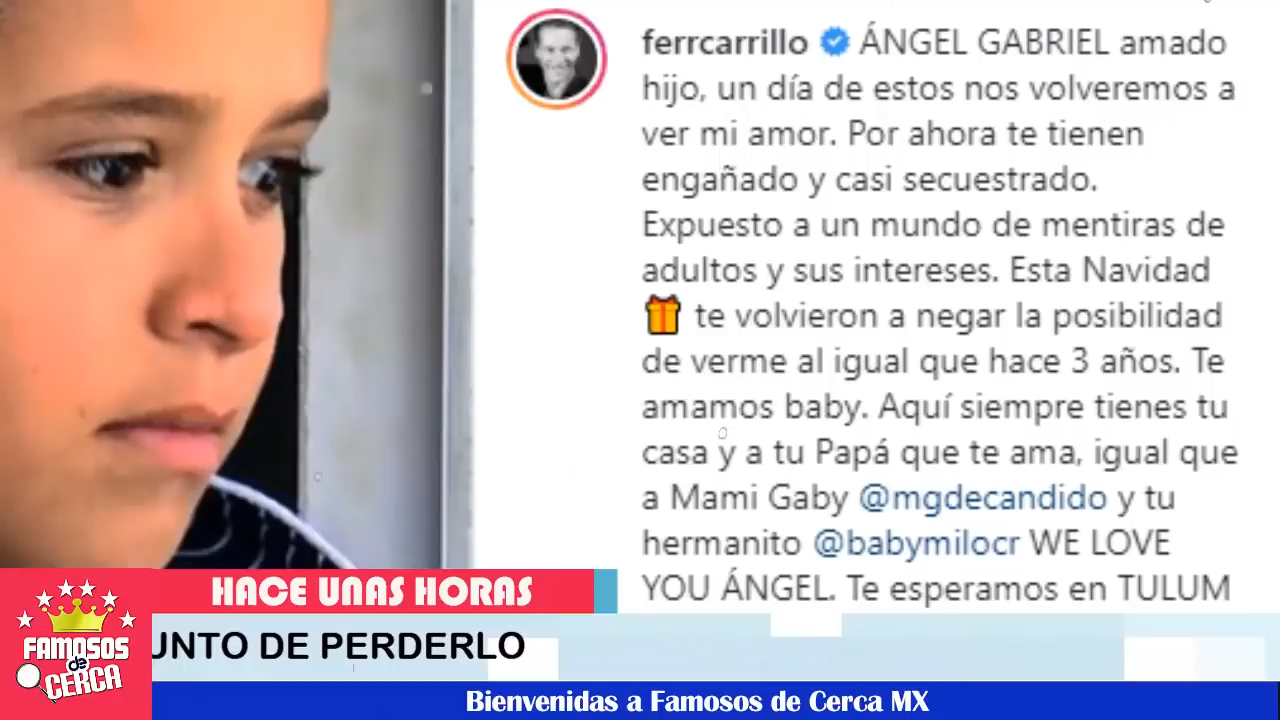 ferrcarrillo ÁNGEL GABRIEL amado
hijo, un día de estos nos volveremos a
ver mi amor. Por ahora te tienen
engañado y casi secuestrado.
Expuesto a un mundo de mentiras de
adultos y sus intereses. Esta Navidad
🎁 te volvieron a negar la posibilidad
de verme al igual que hace 3 años. Te
amamos baby. Aquí siempre tienes tu
casa y a tu Papá que te ama, igual que
a Mami Gaby @mgdecandido y tu
hermanito @babymilocr WE LOVE
YOU ÁNGEL. Te esperamos en TULUM
HACE UNAS HORAS
UNTO DE PERDERLO
FAMOSOS
de
CERCA
Bienvenidas a Famosos de Cerca MX